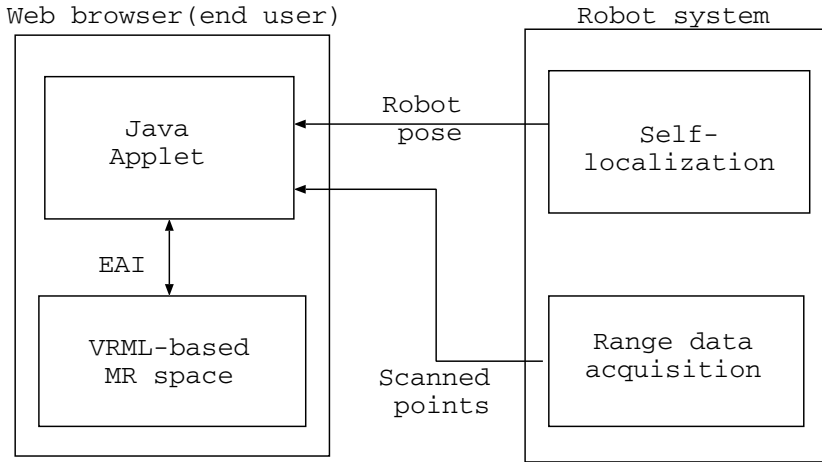 Web browser(end user)
Robot system
Java
Applet
Robot
pose
Self-
localization
EAI
VRML-based
MR space
Scanned
points
Range data
acquisition